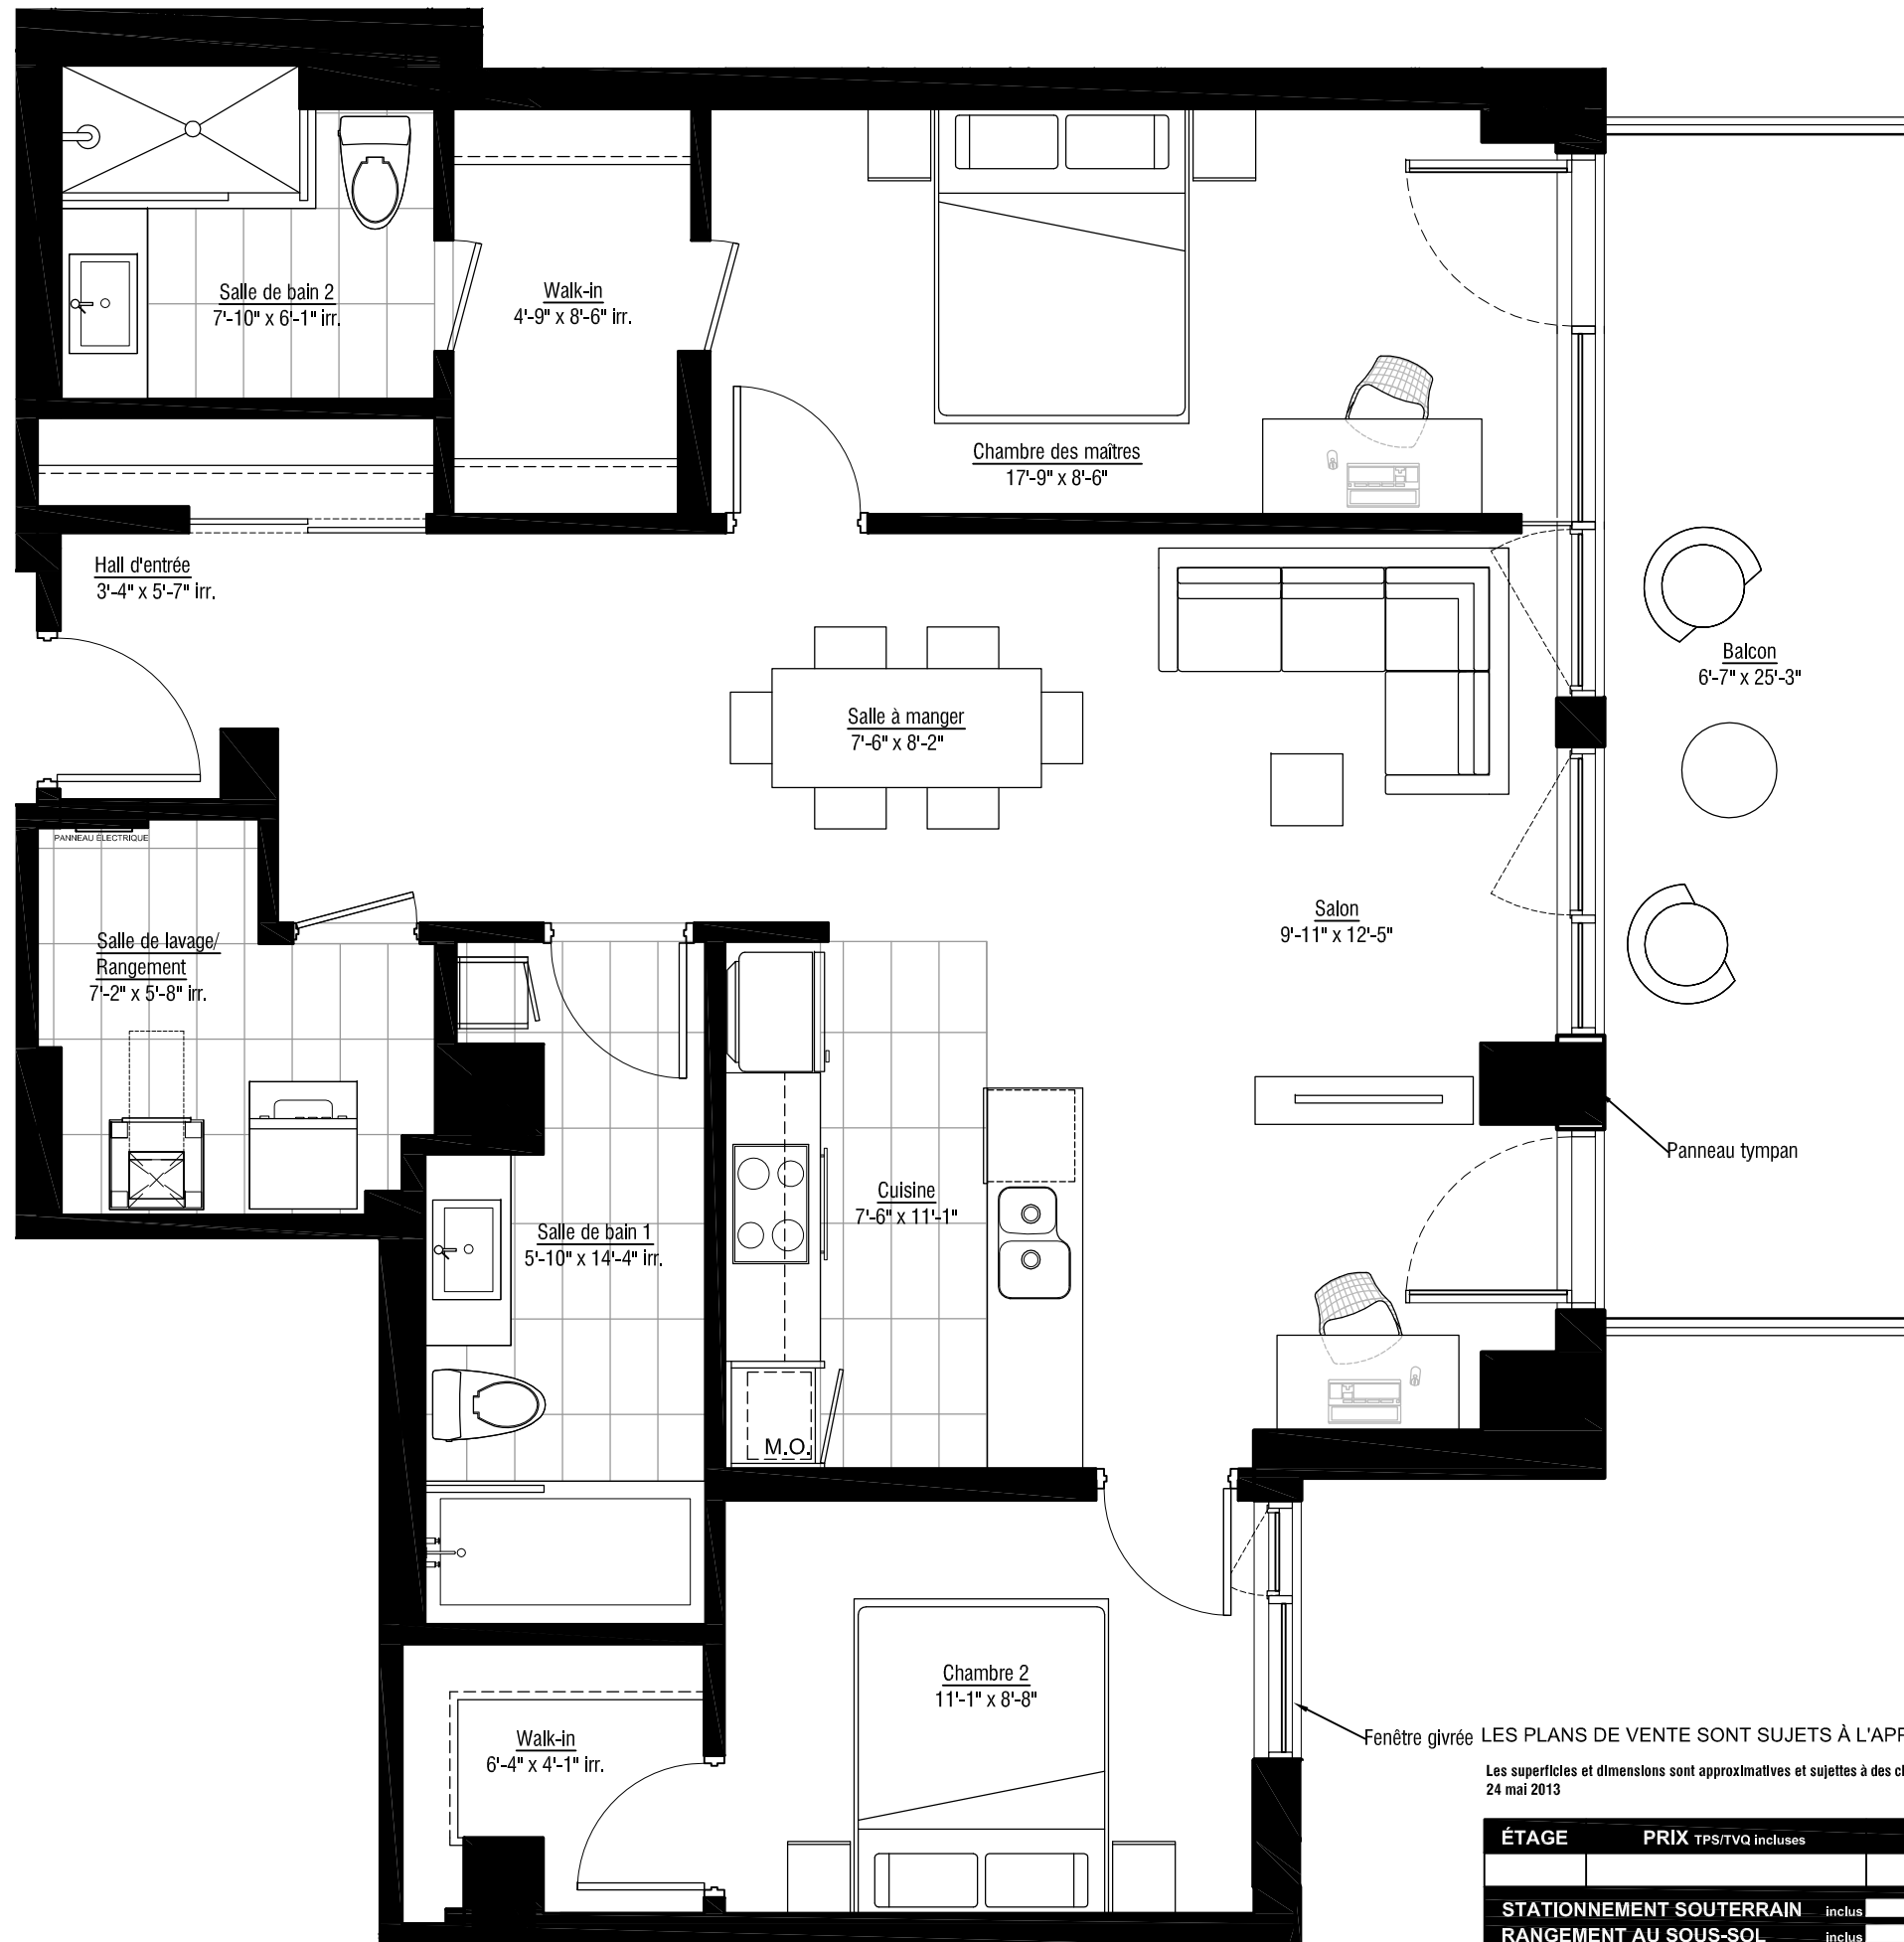 Salle de bain 2
7'-10" x 6'-1" irr.
Walk-in
4'-9" x 8'-6" irr.
Chambre des maîtres
17'-9" x 8'-6"
Hall d'entrée
3'-4" x 5'-7" irr.
Balcon
6'-7" x 25'-3"
Salle à manger
7'-6" x 8'-2"
PANNEAU ÉLECTRIQUE
Salon
9'-11" x 12'-5"
Salle de lavage/
Rangement
7'-2" x 5'-8" irr.
Panneau tympan
Cuisine
7'-6" x 11'-1"
Salle de bain 1
5'-10" x 14'-4" irr.
M.O.
Chambre 2
11'-1" x 8'-8"
Walk-in
6'-4" x 4'-1" irr.
Fenêtre givrée
LES PLANS DE VENTE SONT SUJETS À L'APP
Les superficies et dimensions sont approximatives et sujettes à des
24 mai 2013
ÉTAGE PRIX TPS/TVQ incluses
STATIONNEMENT SOUTERRAIN inclus
RANGEMENT AU SOUS-SOL inclus